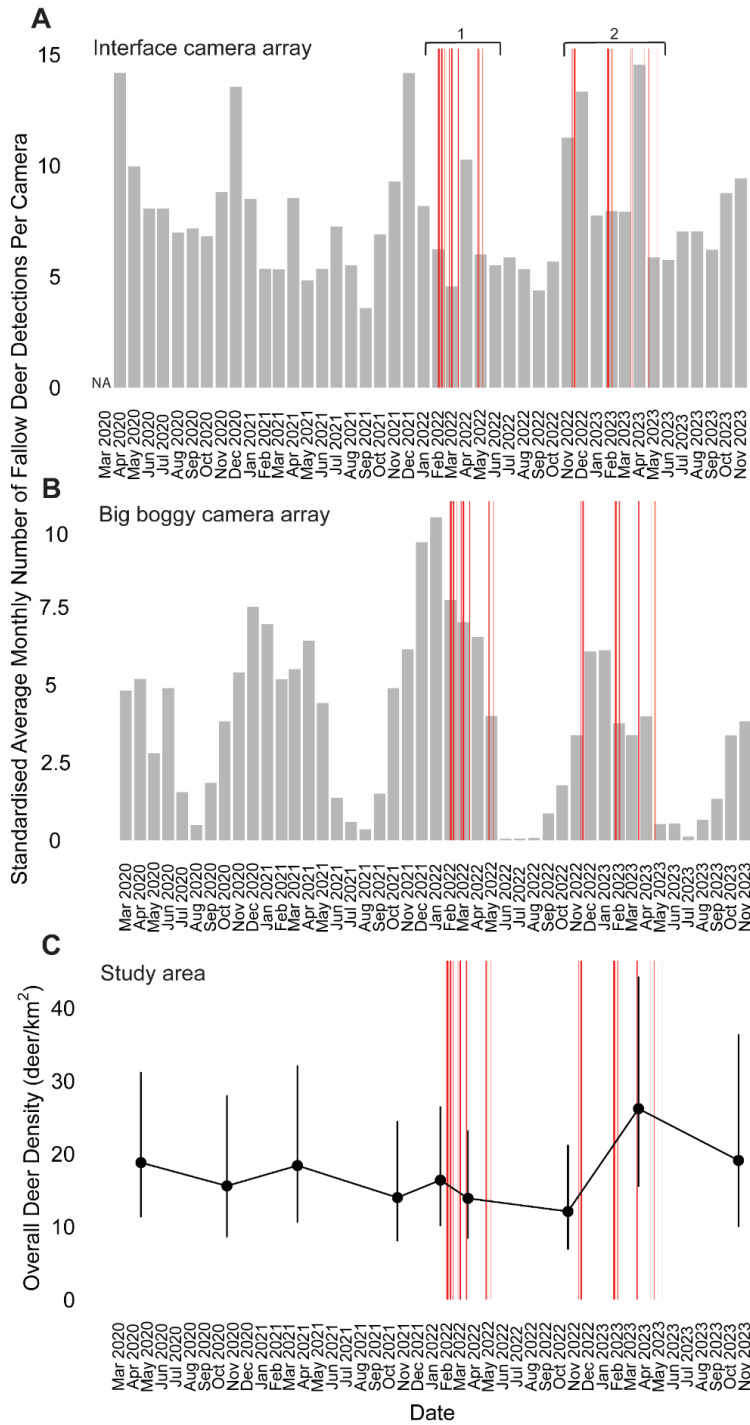 A
Interface camera array
1
2
15
10
5
0
NA
Mar 2020
Apr 2020
May 2020
Jun 2020
Jul 2020
Aug 2020
Sep 2020
Oct 2020
Nov 2020
Dec 2020
Jan 2021
Feb 2021
Mar 2021
Apr 2021
May 2021
Jun 2021
Jul 2021
Aug 2021
Sep 2021
Oct 2021
Nov 2021
Dec 2021
Jan 2022
Feb 2022
Mar 2022
Apr 2022
May 2022
Jun 2022
Jul 2022
Aug 2022
Sep 2022
Oct 2022
Nov 2022
Dec 2022
Jan 2023
Feb 2023
Mar 2023
Apr 2023
May 2023
Jun 2023
Jul 2023
Aug 2023
Sep 2023
Oct 2023
Nov 2023
Standardised Average Monthly Number of Fallow Deer Detections Per Camera
B
Big boggy camera array
10
7.5
5
2.5
0
Mar 2020
Apr 2020
May 2020
Jun 2020
Jul 2020
Aug 2020
Sep 2020
Oct 2020
Nov 2020
Dec 2020
Jan 2021
Feb 2021
Mar 2021
Apr 2021
May 2021
Jun 2021
Jul 2021
Aug 2021
Sep 2021
Oct 2021
Nov 2021
Dec 2021
Jan 2022
Feb 2022
Mar 2022
Apr 2022
May 2022
Jun 2022
Jul 2022
Aug 2022
Sep 2022
Oct 2022
Nov 2022
Dec 2022
Jan 2023
Feb 2023
Mar 2023
Apr 2023
May 2023
Jun 2023
Jul 2023
Aug 2023
Sep 2023
Oct 2023
Nov 2023
C
Study area
Overall Deer Density (deer/km²)
40
30
20
10
0
Mar 2020
Apr 2020
May 2020
Jun 2020
Jul 2020
Aug 2020
Sep 2020
Oct 2020
Nov 2020
Dec 2020
Jan 2021
Feb 2021
Mar 2021
Apr 2021
May 2021
Jun 2021
Jul 2021
Aug 2021
Sep 2021
Oct 2021
Nov 2021
Dec 2021
Jan 2022
Feb 2022
Mar 2022
Apr 2022
May 2022
Jun 2022
Jul 2022
Aug 2022
Sep 2022
Oct 2022
Nov 2022
Dec 2022
Jan 2023
Feb 2023
Mar 2023
Apr 2023
May 2023
Jun 2023
Jul 2023
Aug 2023
Sep 2023
Oct 2023
Nov 2023
Date